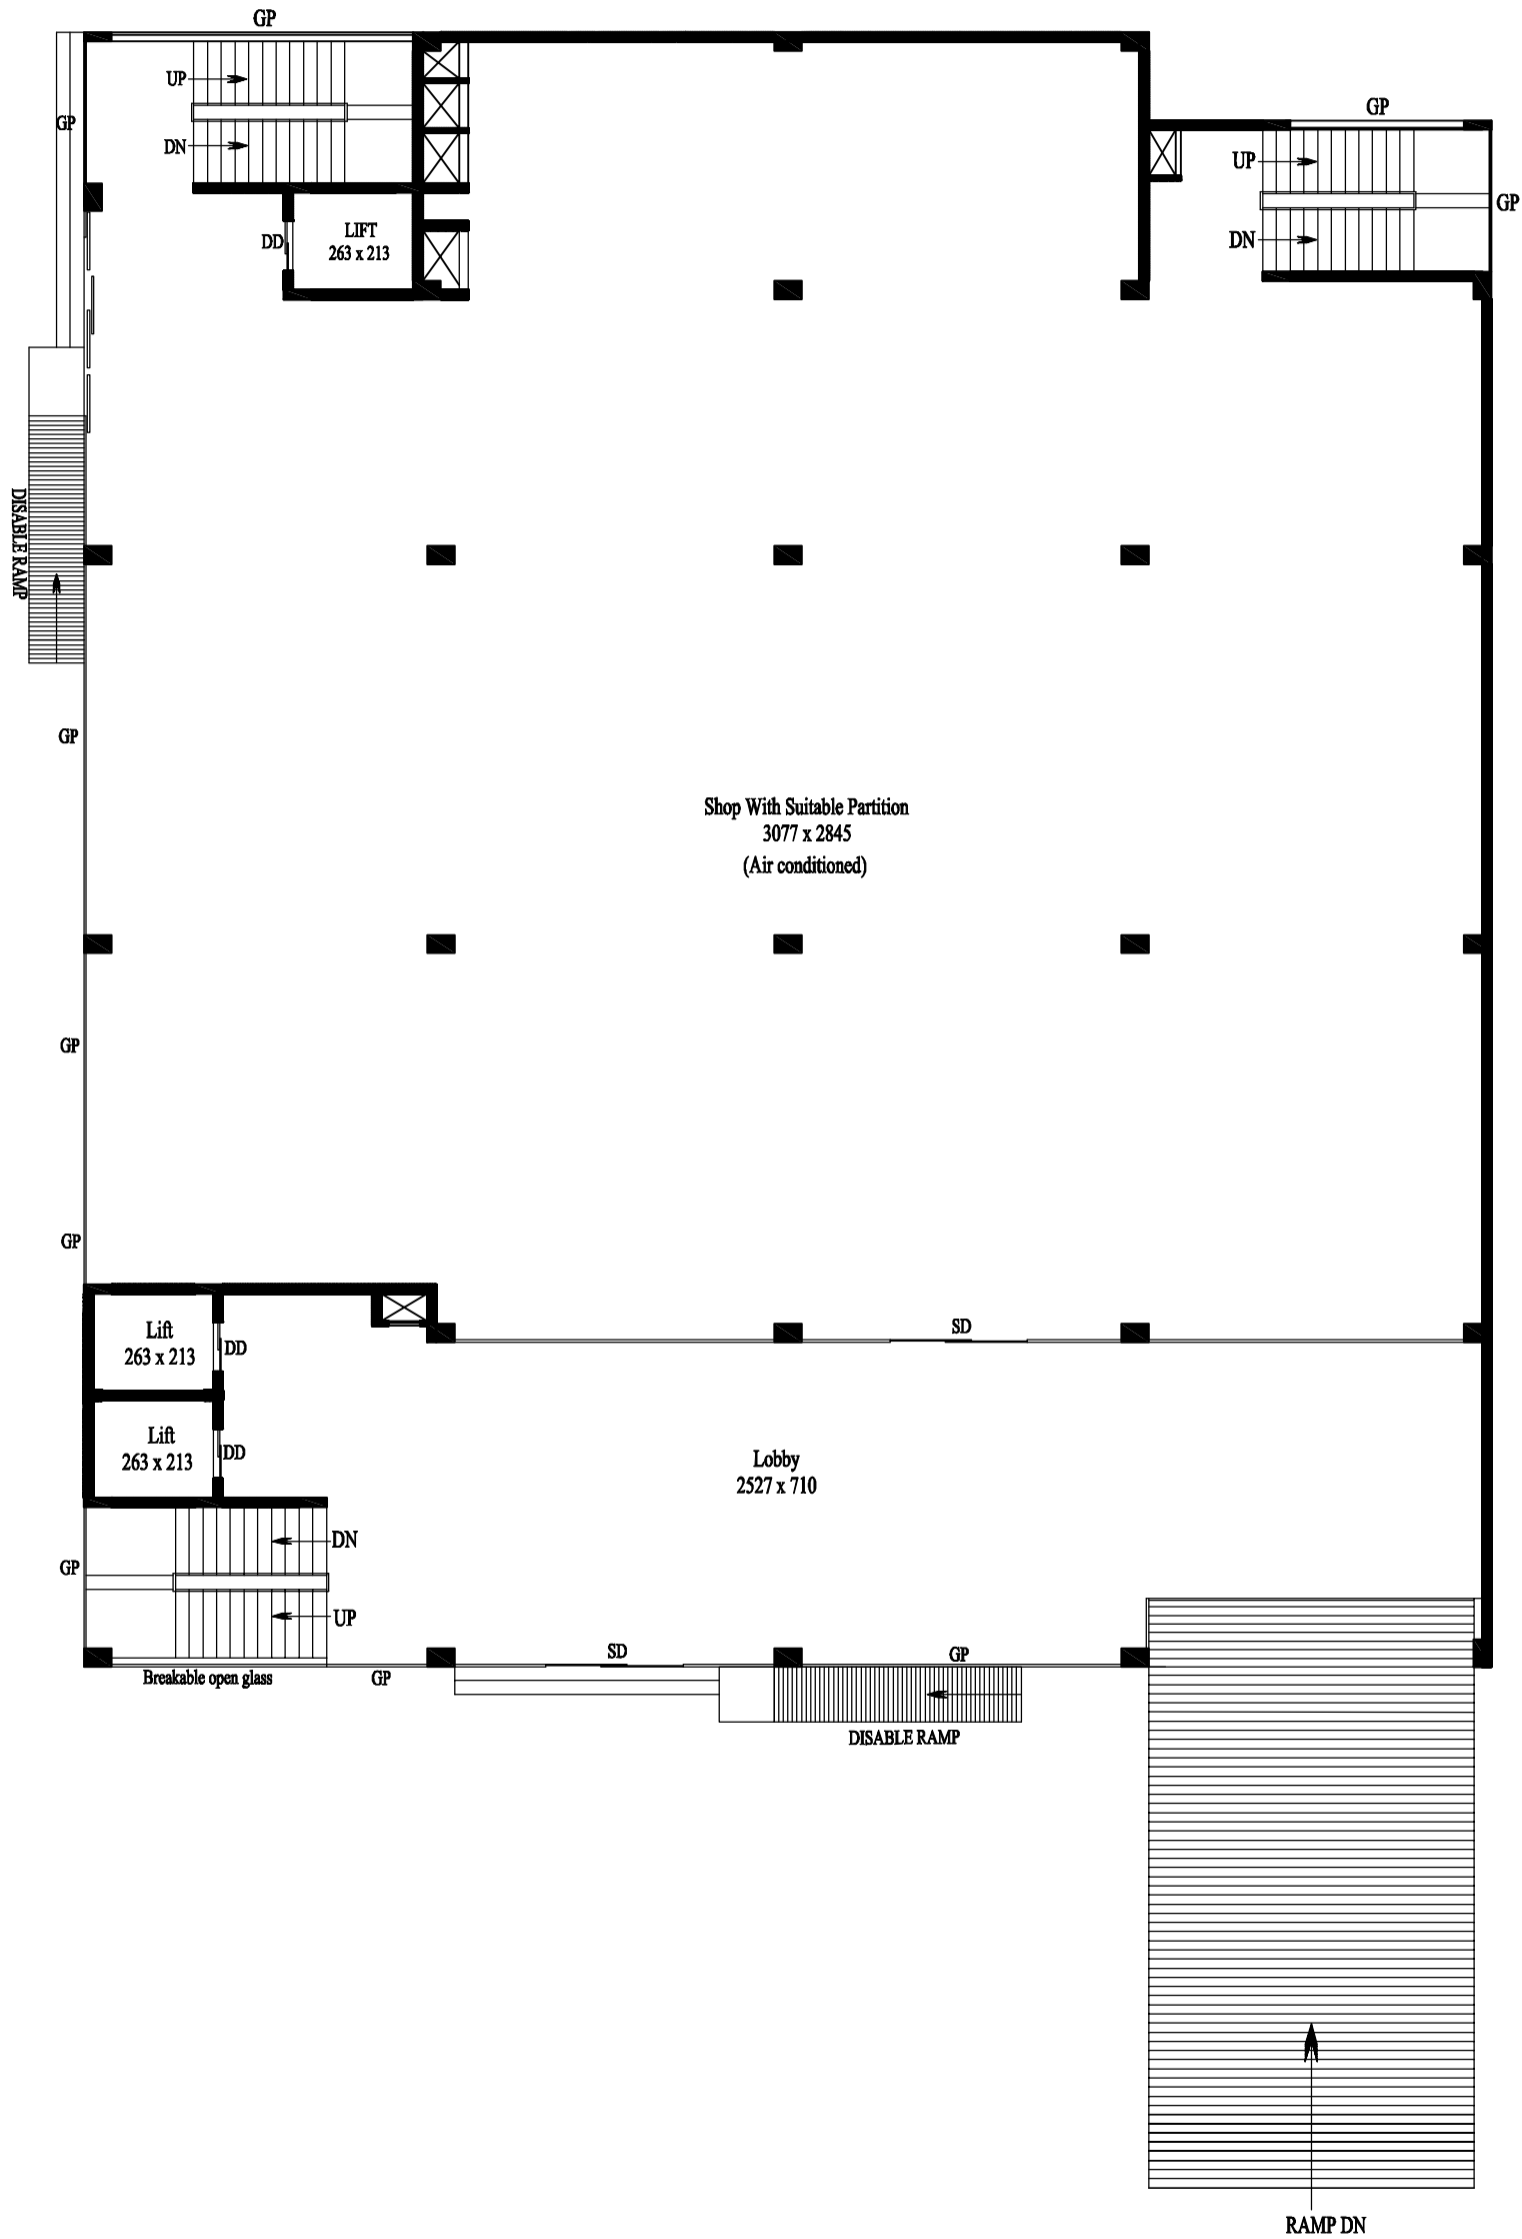 GP
UP
GP
DN
LIFT
263 x 213
DD
GP
UP
GP
DN
DISABLE RAMP
GP
Shop With Suitable Partition
3077 x 2845
(Air conditioned)
GP
GP
Lift
263 x 213
DD
SD
Lift
263 x 213
DD
Lobby
2527 x 710
DN
GP
UP
Breakable open glass
GP
SD
GP
DISABLE RAMP
RAMP DN